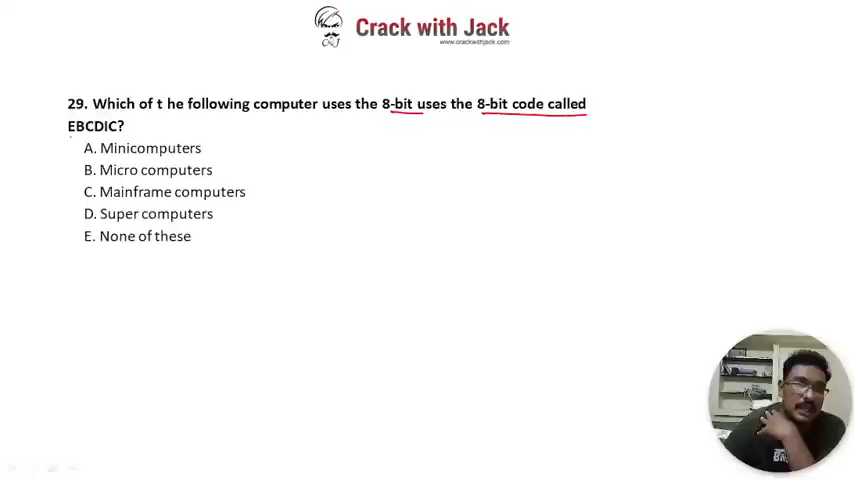 Crack with Jack
www.crackwithjack.com
29. Which of t he following computer uses the 8-bit uses the 8-bit code called
EBCDIC?
A. Minicomputers
B. Micro computers
C. Mainframe computers
D. Super computers
E. None of these